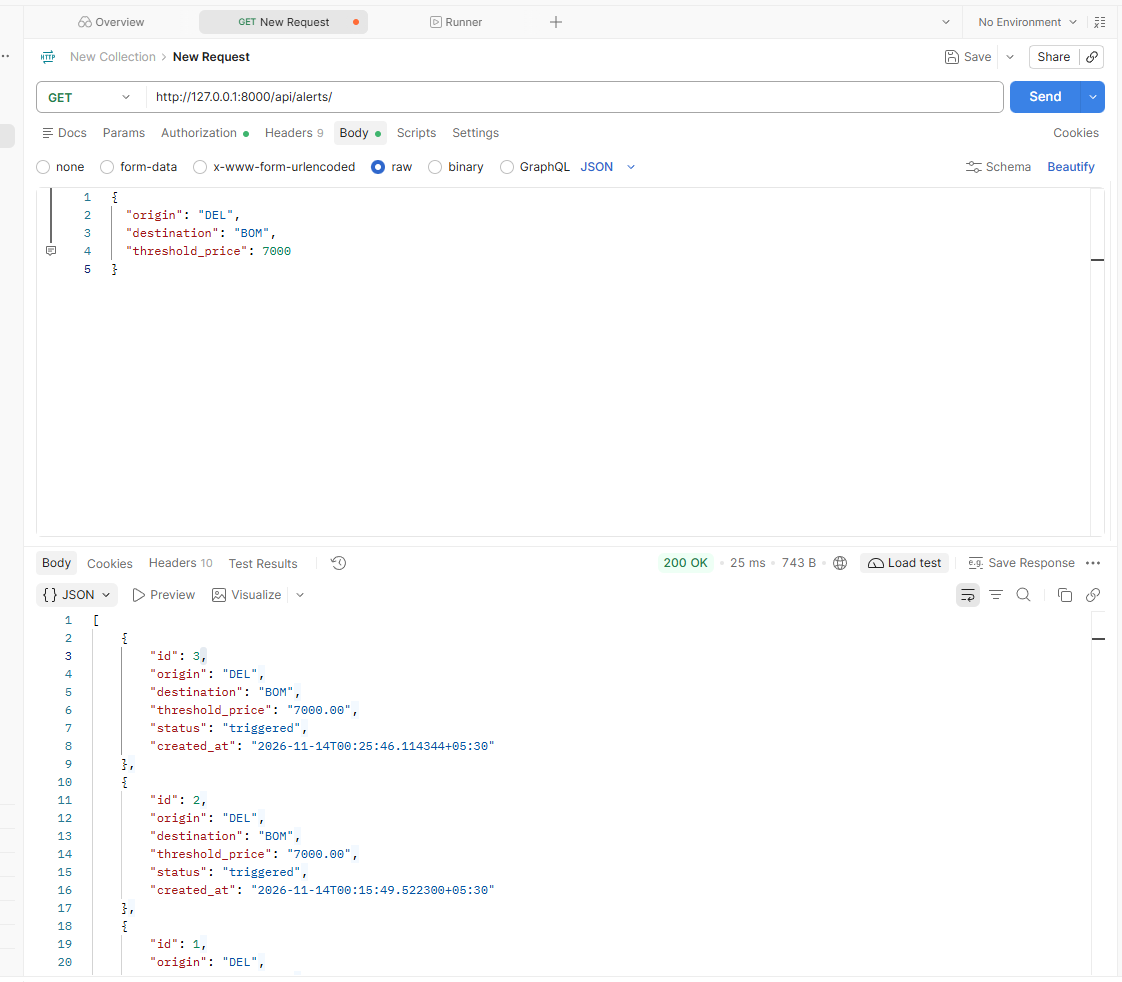 Overview GET New Request Runner No Environment
New Collection > New Request Save Share
GET http://127.0.0.1:8000/api/alerts/ Send
Docs Params Authorization Headers 9 Body Scripts Settings Cookies
none form-data x-www-form-urlencoded raw binary GraphQL JSON Schema Beautify
1 {
2 "origin": "DEL",
3 "destination": "BOM",
4 "threshold_price": 7000
5 }
Body Cookies Headers 10 Test Results 200 OK • 25 ms • 743 B • Load test e.g. Save Response
{} JSON Preview Visualize
1 [
2 {
3 "id": 3,
4 "origin": "DEL",
5 "destination": "BOM",
6 "threshold_price": "7000.00",
7 "status": "triggered",
8 "created_at": "2026-11-14T00:25:46.114344+05:30"
9 },
10 {
11 "id": 2,
12 "origin": "DEL",
13 "destination": "BOM",
14 "threshold_price": "7000.00",
15 "status": "triggered",
16 "created_at": "2026-11-14T00:15:49.522300+05:30"
17 },
18 {
19 "id": 1,
20 "origin": "DEL",